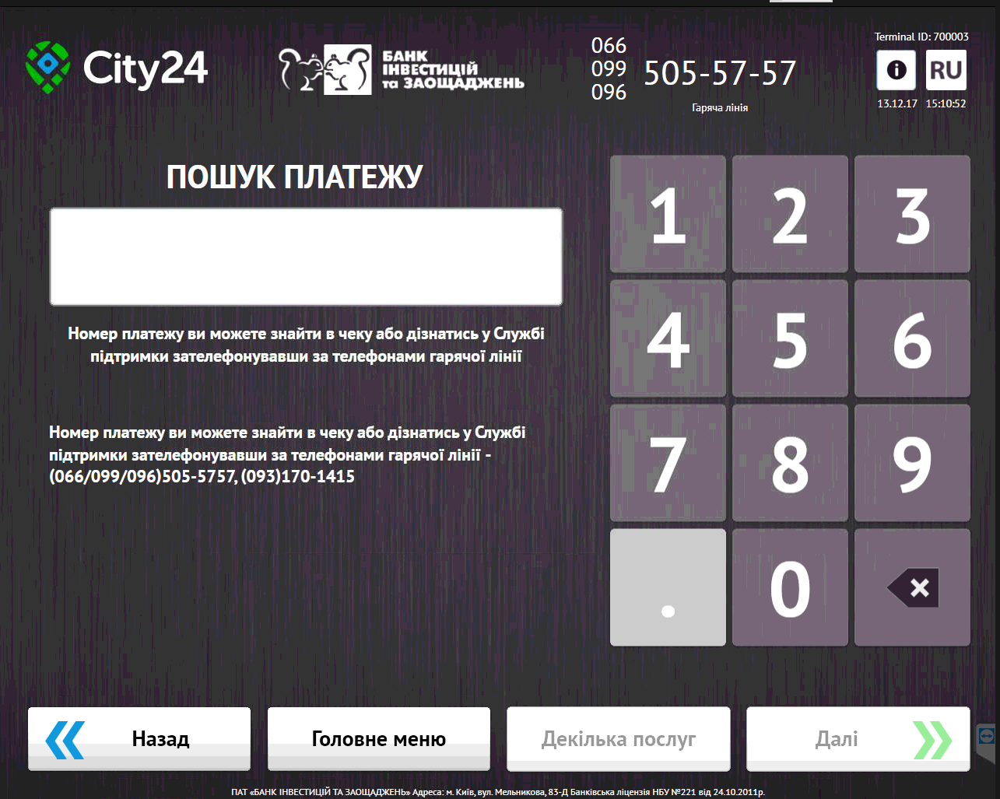 Terminal ID: 700003
City24
БАНК
ІНВЕСТИЦІЙ
та ЗАОЩАДЖЕНЬ
066
099
096
505-57-57
Гаряча лінія
i
RU
13.12.17 15:10:52
ПОШУК ПЛАТЕЖУ
Номер платежу ви можете знайти в чеку або дізнатись у Службі
підтримки зателефонувавши за телефонами гарячої лінії
Номер платежу ви можете знайти в чеку або дізнатись у Службі
підтримки зателефонувавши за телефонами гарячої лінії -
(066/099/096)505-5757, (093)170-1415
1 2 3
4 5 6
7 8 9
. 0
Назад
Головне меню
Декілька послуг
Далі
ПАТ «БАНК ІНВЕСТИЦІЙ ТА ЗАОЩАДЖЕНЬ» Адреса: м. Київ, вул. Мельникова, 83-Д Банківська ліцензія НБУ №221 від 24.10.2011р.